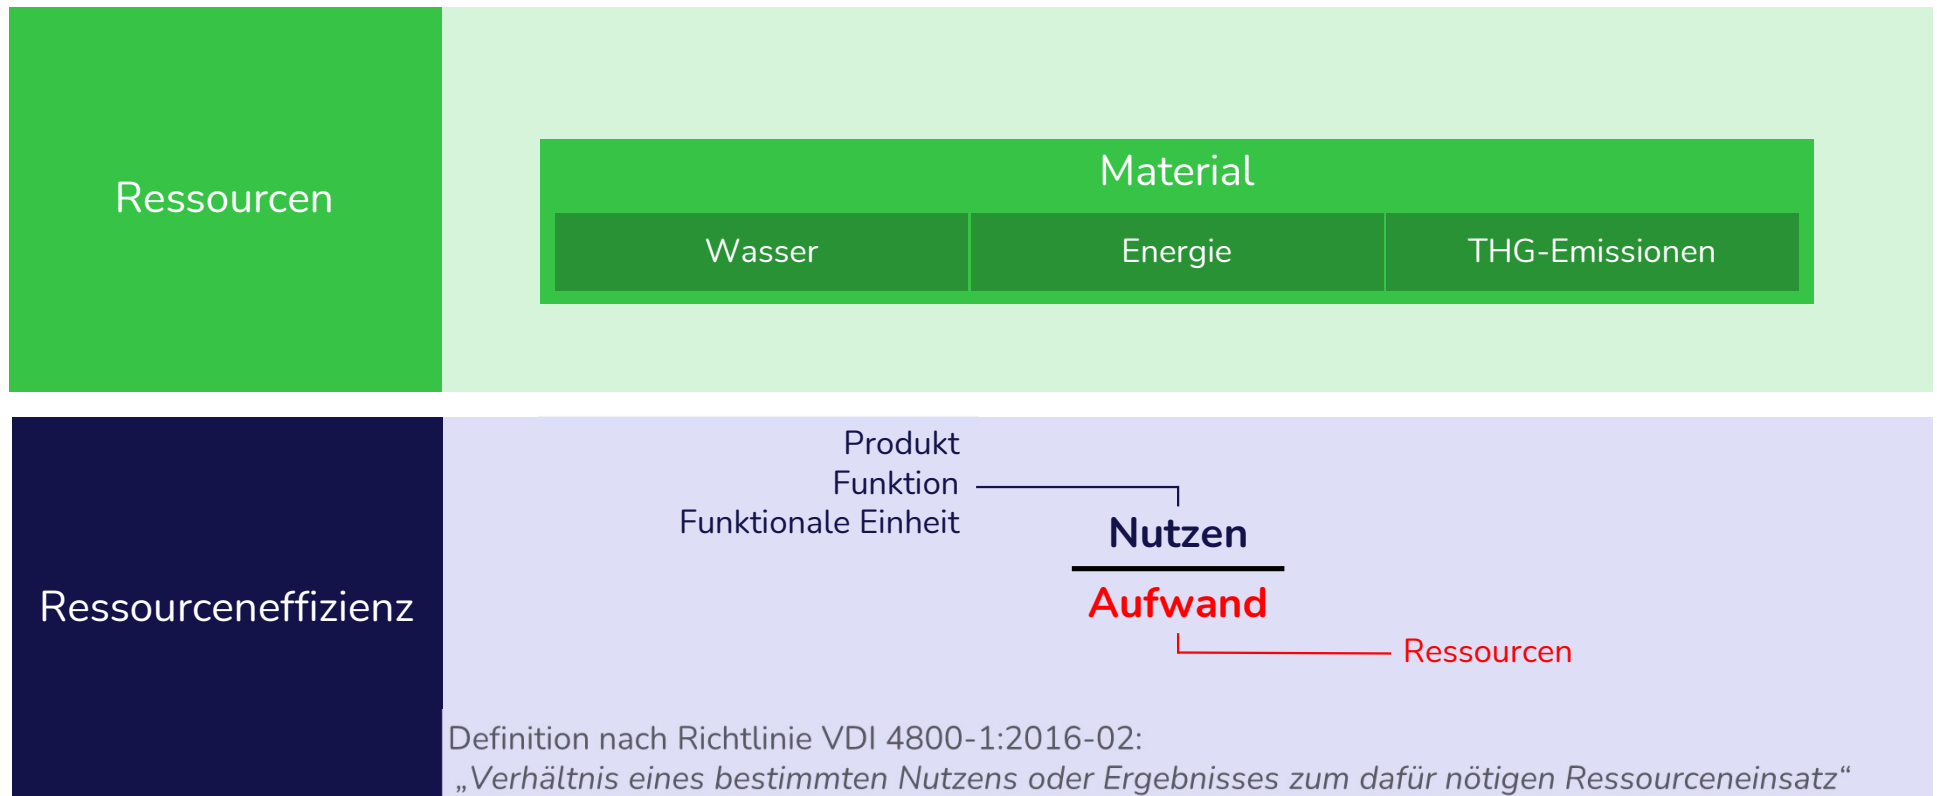 Ressourcen
Material
Wasser
Energie
THG-Emissionen
Ressourceneffizienz
Produkt
Funktion
Funktionale Einheit
Nutzen
Aufwand
Ressourcen
Definition nach Richtlinie VDI 4800-1:2016-02:
„Verhältnis eines bestimmten Nutzens oder Ergebnisses zum dafür nötigen Ressourceneinsatz“